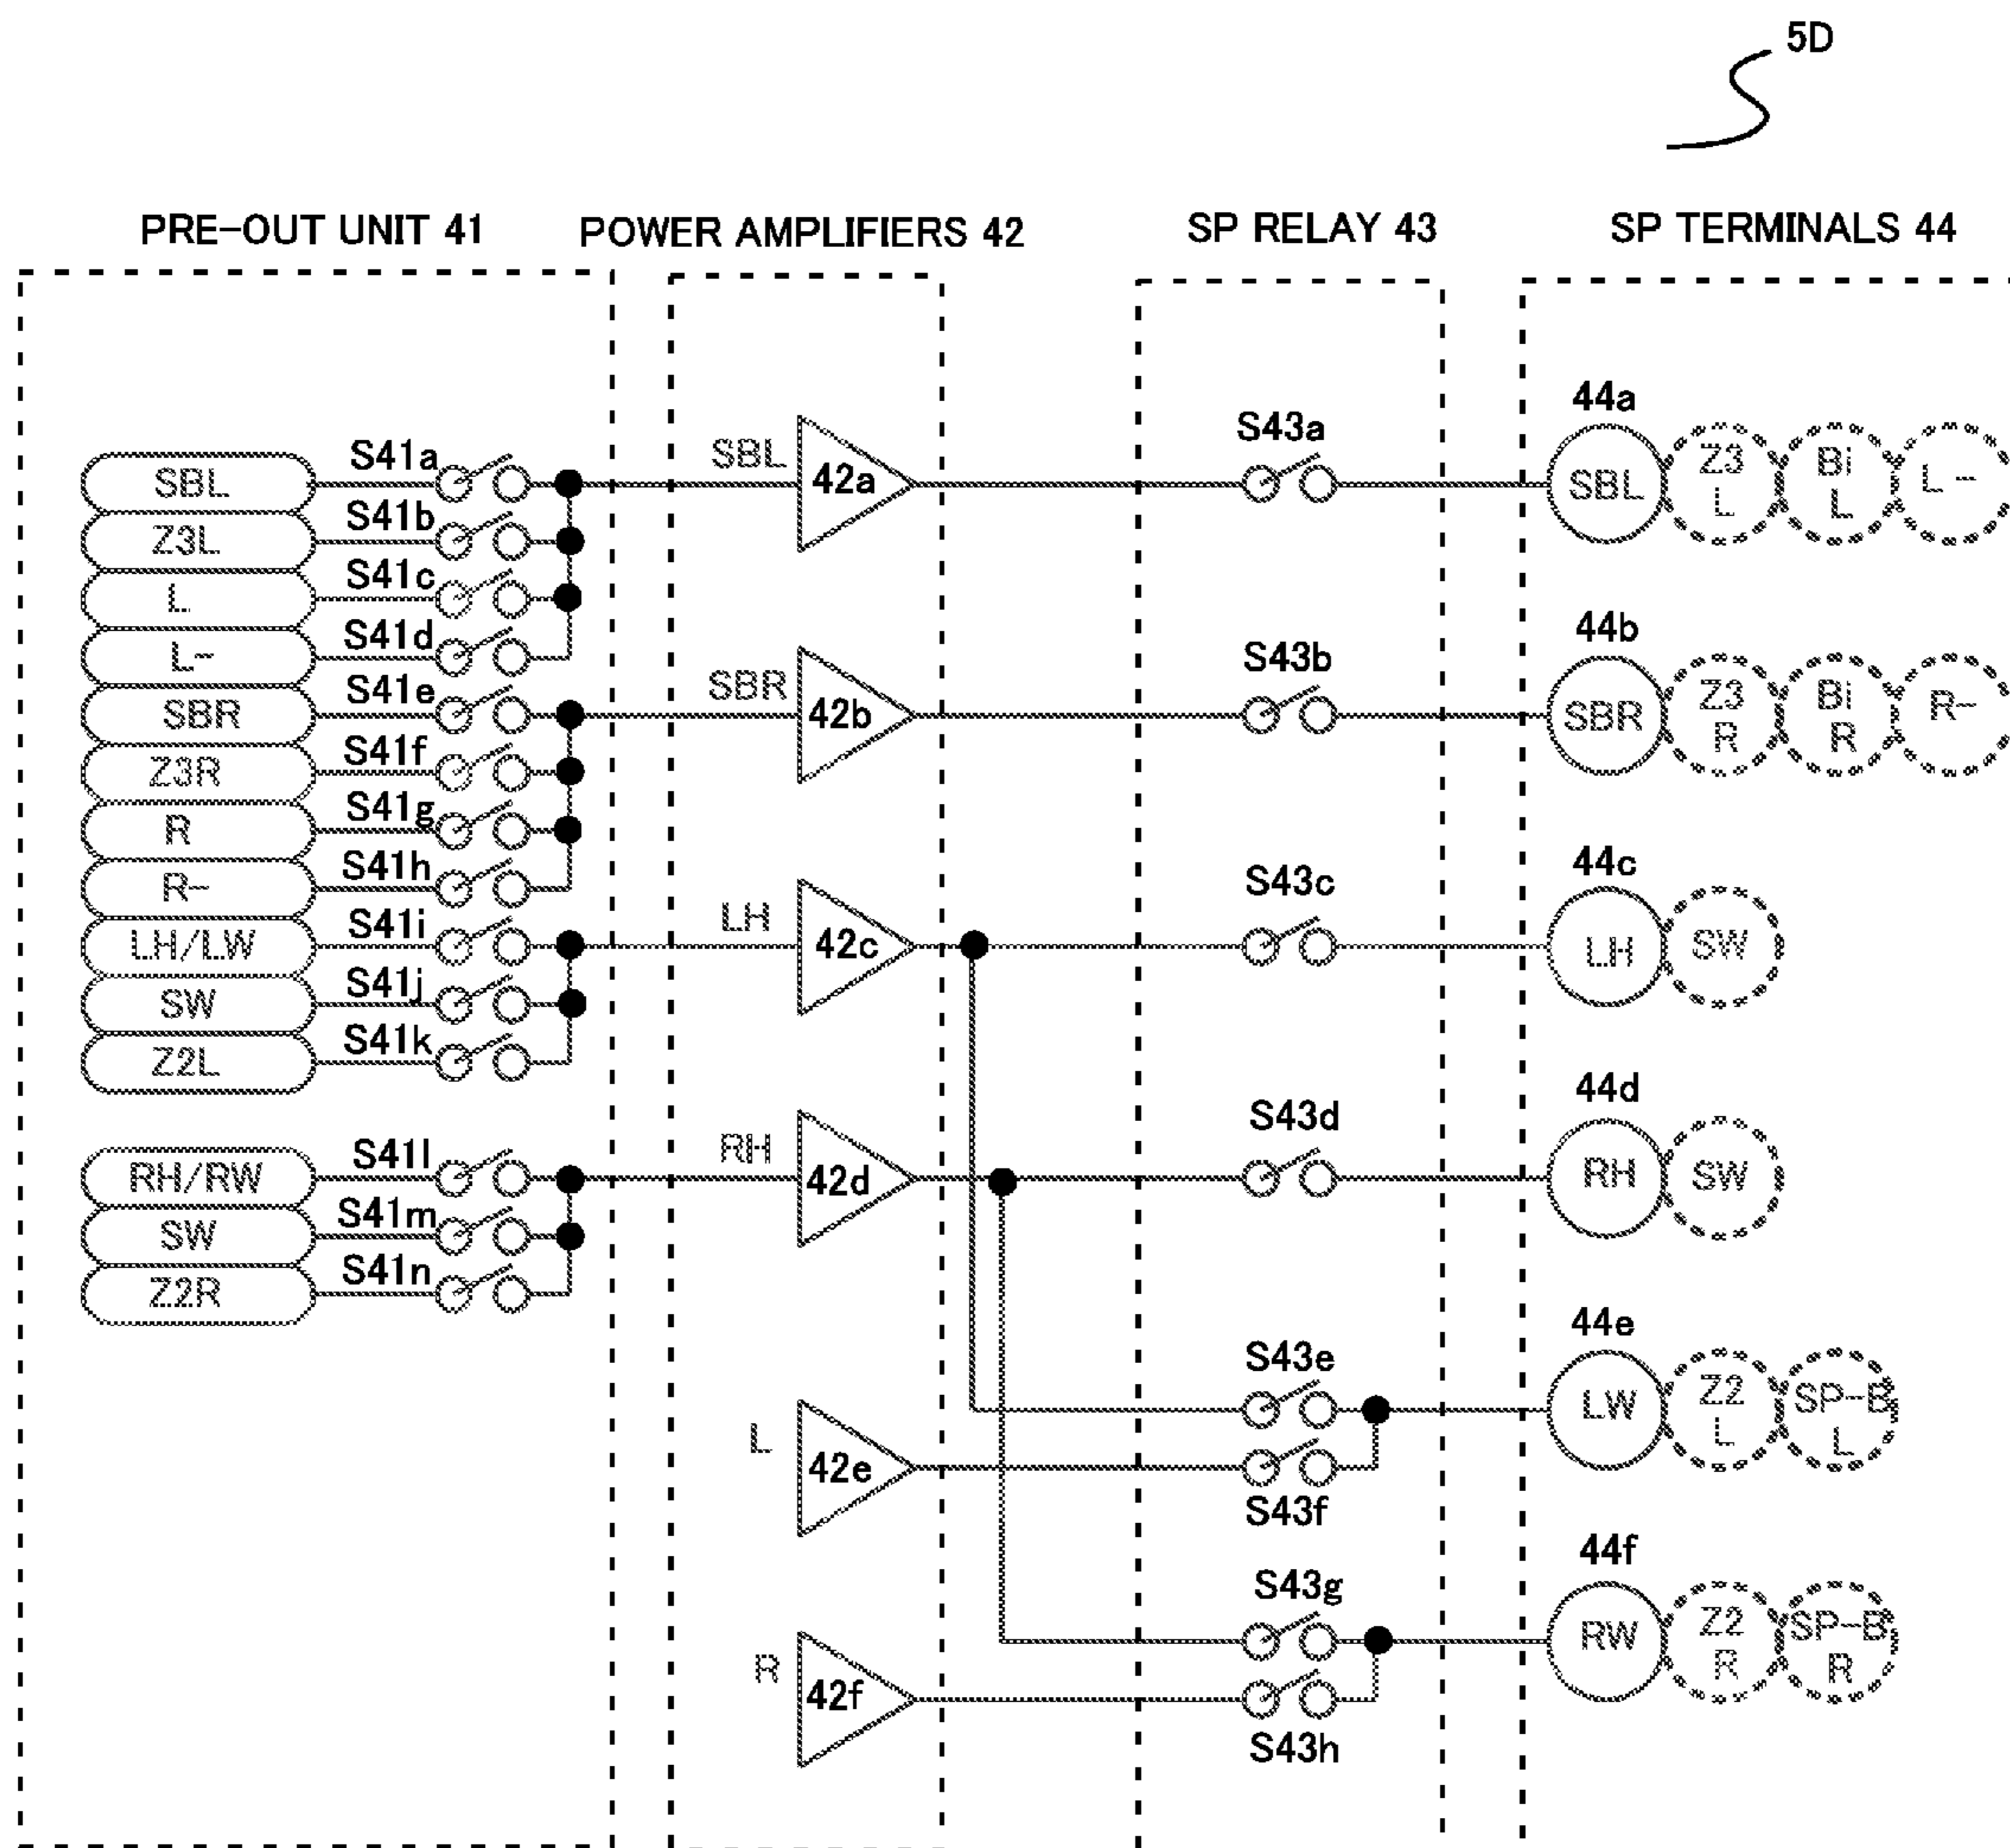 5D
PRE-OUT UNIT 41
POWER AMPLIFIERS 42
SP RELAY 43
SP TERMINALS 44
SBL
S41a
Z3L
S41b
L
S41c
L-
S41d
SBR
S41e
Z3R
S41f
R
S41g
R-
S41h
LH/LW
S41i
SW
S41j
Z2L
S41k
RH/RW
S41l
SW
S41m
Z2R
S41n
SBL
42a
SBR
42b
LH
42c
RH
42d
L
42e
R
42f
S43a
S43b
S43c
S43d
S43e
S43f
S43g
S43h
44a
SBL
Z3
L
Bi
L
L-
44b
SBR
Z3
R
Bi
R
R-
44c
LH
SW
44d
RH
SW
44e
LW
Z2
L
SP-B
L
44f
RW
Z2
R
SP-B
R